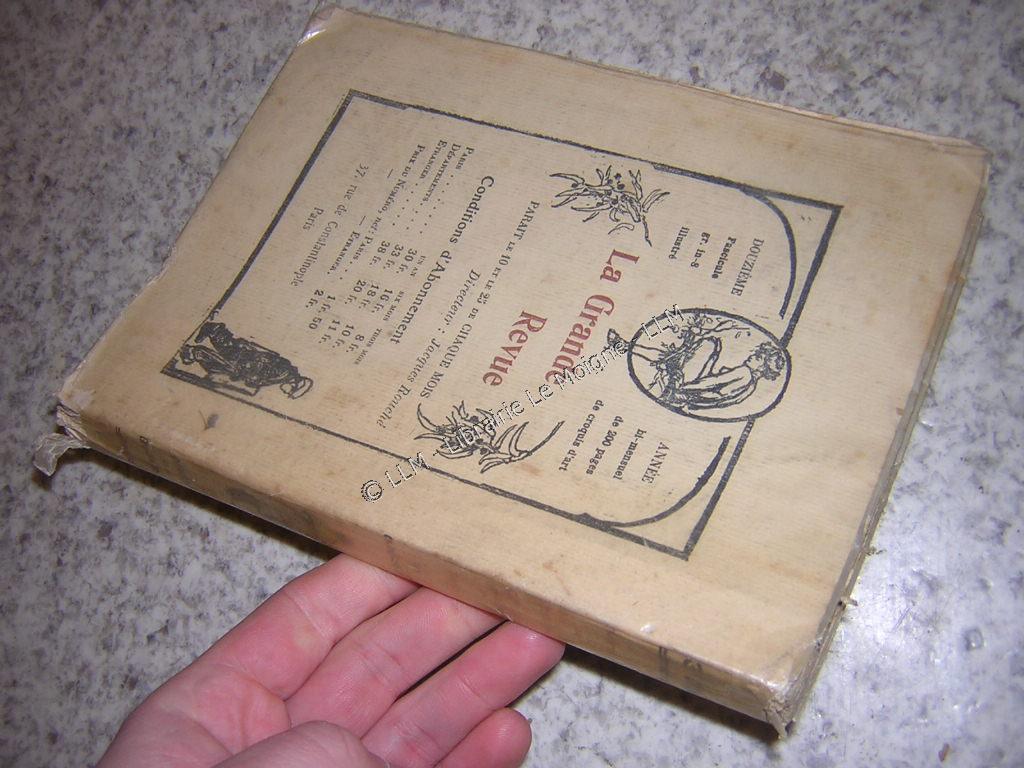 DOUZIÈME ANNÉE
Fascicule bi-mensuel
gr. in-8 de 200 pages
illustré de croquis d'art
La Grande
Revue
PARAIT LE 10 ET LE 25 DE CHAQUE MOIS
Directeur : Jacques Rouché
Conditions d'Abonnement
UN AN SIX MOIS TROIS MOIS
PARIS . . . . 30 fr. 16 fr. 8 fr.
DÉPARTEMENTS . . . . 33 fr. 18 fr. 10 fr.
ETRANGER . . . . 38 fr. 20 fr. 11 fr.
PRIX DU NUMÉRO, net: PARIS . . . 1 fr. 50
— — ETRANGER. . 2 fr.
37, rue de Constantinople
Paris
© LLM - Librairie Le Moigne - LLM